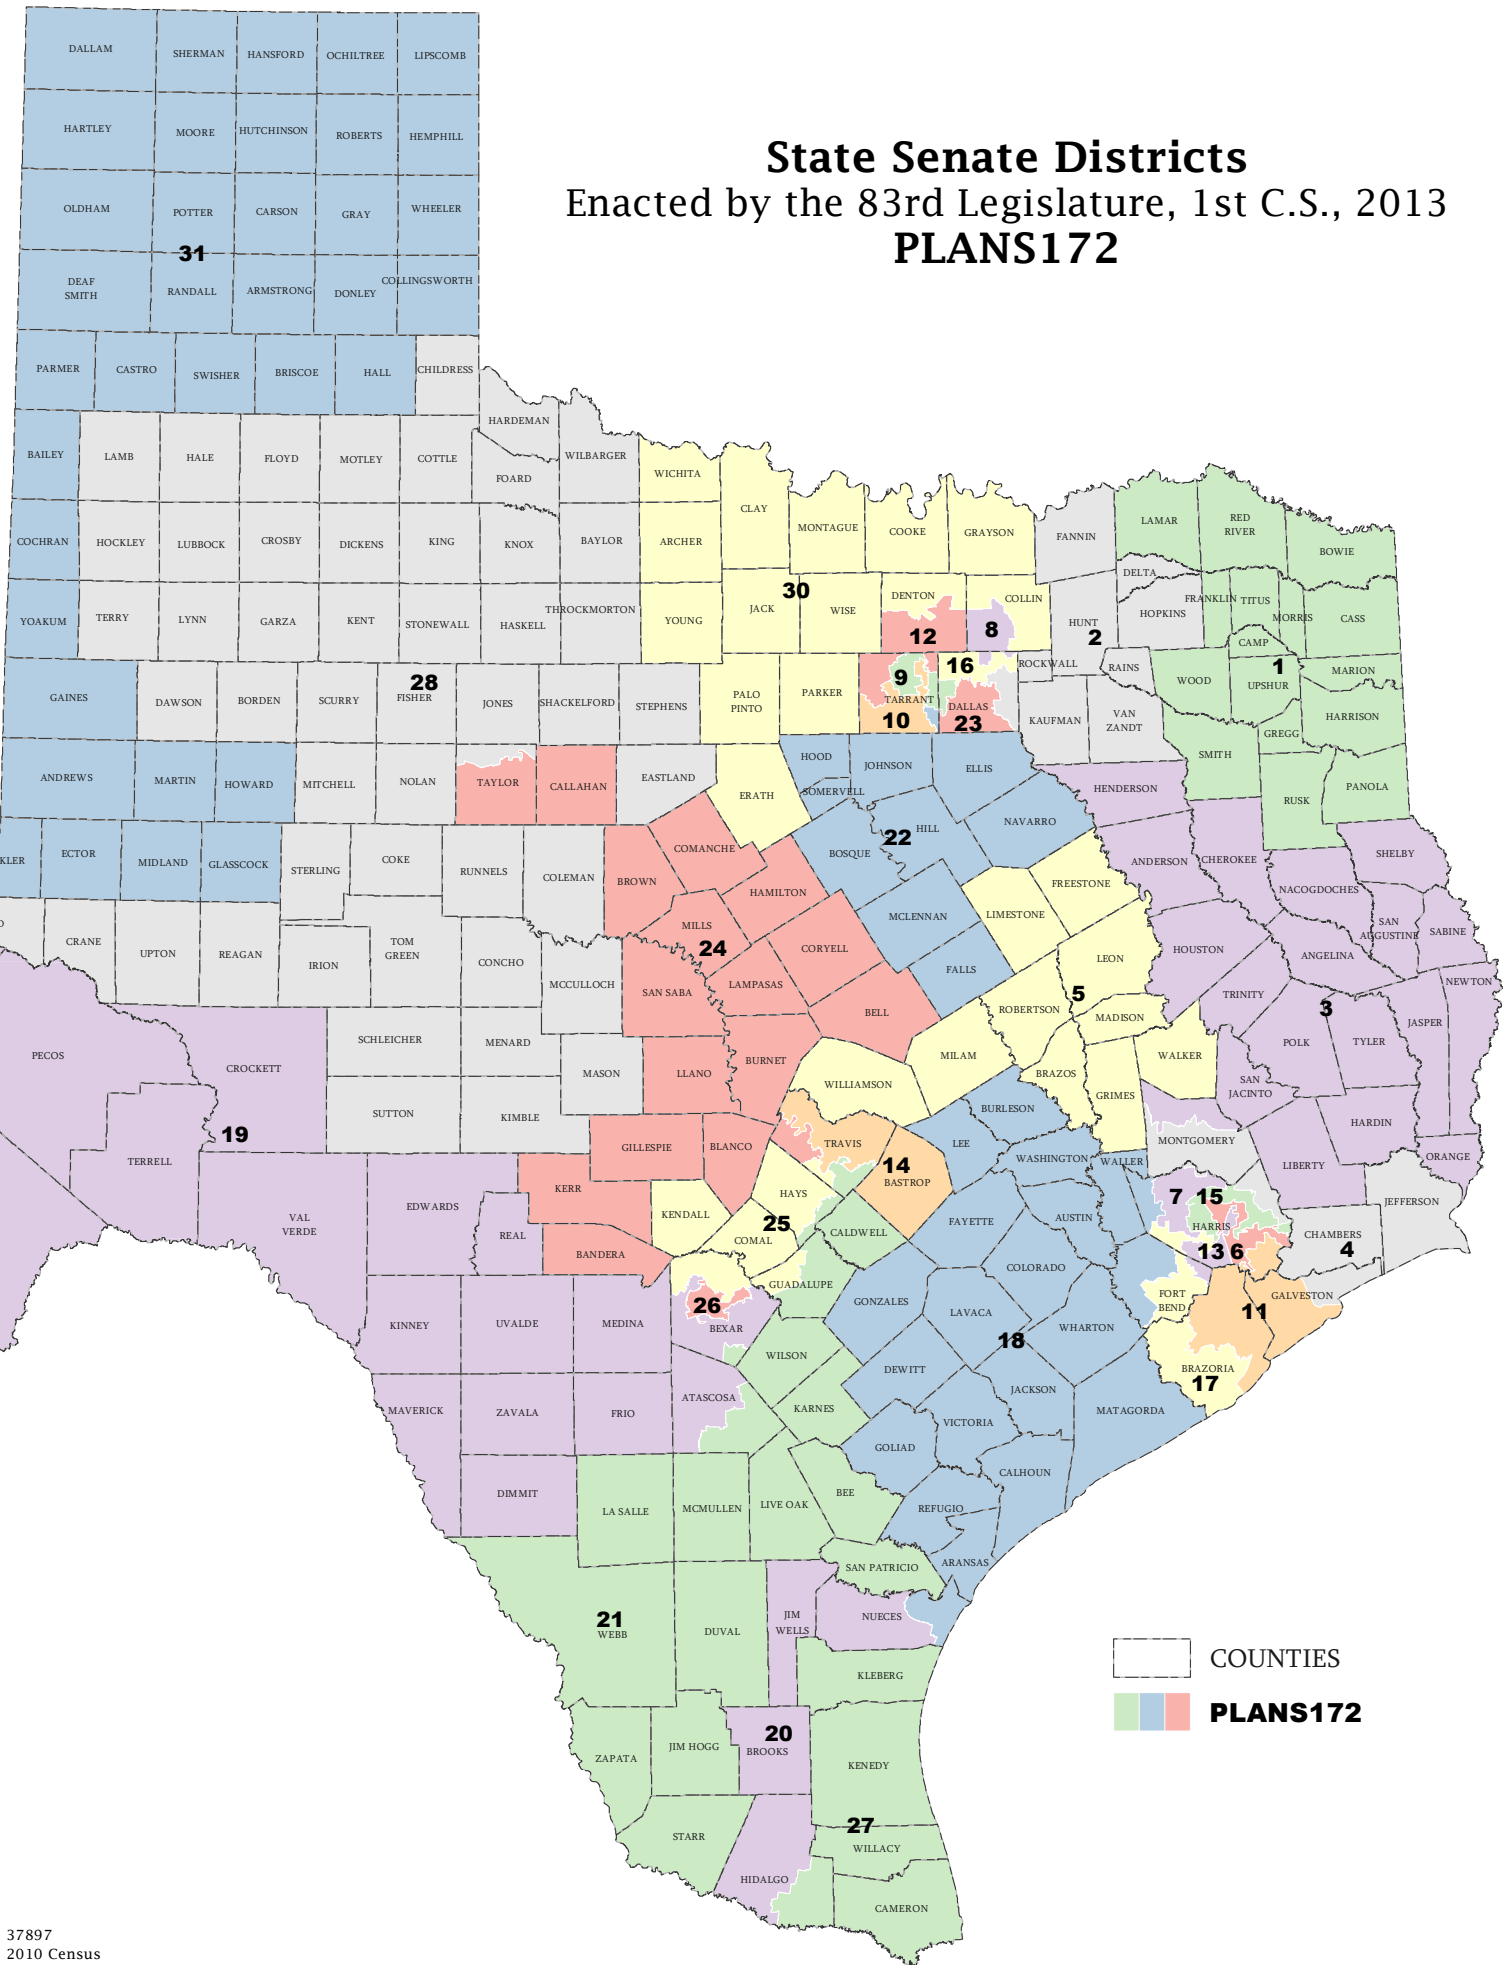 State Senate Districts
Enacted by the 83rd Legislature, 1st C.S., 2013
PLANS172
DALLAM
SHERMAN
HANSFORD
OCHILTREE
LIPSCOMB
HARTLEY
MOORE
HUTCHINSON
ROBERTS
HEMPHILL
OLDHAM
POTTER
CARSON
GRAY
WHEELER
31
DEAF
SMITH
RANDALL
ARMSTRONG
DONLEY
COLLINGSWORTH
PARMER
CASTRO
SWISHER
BRISCOE
HALL
CHILDRESS
HARDEMAN
BAILEY
LAMB
HALE
FLOYD
MOTLEY
COTTLE
FOARD
WILBARGER
WICHITA
CLAY
MONTAGUE
COOKE
GRAYSON
FANNIN
LAMAR
RED
RIVER
BOWIE
COCHRAN
HOCKLEY
LUBBOCK
CROSBY
DICKENS
KING
KNOX
BAYLOR
ARCHER
DELTA
30
JACK
WISE
DENTON
COLLIN
HUNT
HOPKINS
FRANKLIN
TITUS
MORRIS
CASS
YOAKUM
TERRY
LYNN
GARZA
KENT
STONEWALL
HASKELL
THROCKMORTON
YOUNG
12
8
2
CAMP
GAINES
DAWSON
BORDEN
SCURRY
28
FISHER
JONES
SHACKELFORD
STEPHENS
PALO
PINTO
PARKER
9
TARRANT
10
16
DALLAS
23
ROCKWALL
RAINS
KAUFMAN
VAN
ZANDT
WOOD
1
UPSHUR
MARION
HARRISON
GREGG
SMITH
RUSK
PANOLA
ANDREWS
MARTIN
HOWARD
MITCHELL
NOLAN
TAYLOR
CALLAHAN
EASTLAND
ERATH
HOOD
SOMERVELL
JOHNSON
ELLIS
HENDERSON
KLER
ECTOR
MIDLAND
GLASSCOCK
STERLING
COKE
RUNNELS
COLEMAN
BROWN
COMANCHE
HAMILTON
BOSQUE
22
HILL
NAVARRO
FREESTONE
ANDERSON
CHEROKEE
SHELBY
NACOGDOCHES
CRANE
UPTON
REAGAN
IRION
TOM
GREEN
CONCHO
MCCULLOCH
MILLS
24
CORYELL
LAMPASAS
SAN SABA
MCLENNAN
LIMESTONE
FALLS
LEON
HOUSTON
SAN
AUGUSTINE
SABINE
ANGELINA
5
ROBERTSON
MADISON
TRINITY
3
POLK
TYLER
JASPER
NEWTON
PECOS
CROCKETT
SCHLEICHER
MENARD
MASON
LLANO
BURNET
BELL
MILAM
WILLIAMSON
BRAZOS
GRIMES
WALKER
SAN
JACINTO
HARDIN
19
TERRELL
SUTTON
KIMBLE
GILLESPIE
BLANCO
TRAVIS
14
BASTROP
LEE
BURLESON
WASHINGTON
WALLER
MONTGOMERY
LIBERTY
ORANGE
JEFFERSON
VAL
VERDE
EDWARDS
REAL
KERR
BANDERA
KENDALL
HAYS
25
COMAL
CALDWELL
GUADALUPE
FAYETTE
AUSTIN
7
15
HARRIS
13
6
CHAMBERS
4
COLORADO
FORT
BEND
11
GALVESTON
BRAZORIA
17
KINNEY
UVALDE
MEDINA
26
BEXAR
WILSON
GONZALES
LAVACA
18
WHARTON
DEWITT
JACKSON
MATAGORDA
MAVERICK
ZAVALA
FRIO
ATASCOSA
KARNES
VICTORIA
GOLIAD
CALHOUN
DIMMIT
LA SALLE
MCMULLEN
LIVE OAK
BEE
REFUGIO
ARANSAS
SAN PATRICIO
21
WEBB
DUVAL
JIM
WELLS
NUECES
KLEBERG
ZAPATA
JIM HOGG
20
BROOKS
KENEDY
STARR
HIDALGO
27
WILLACY
CAMERON
COUNTIES
PLANS172
37897
2010 Census